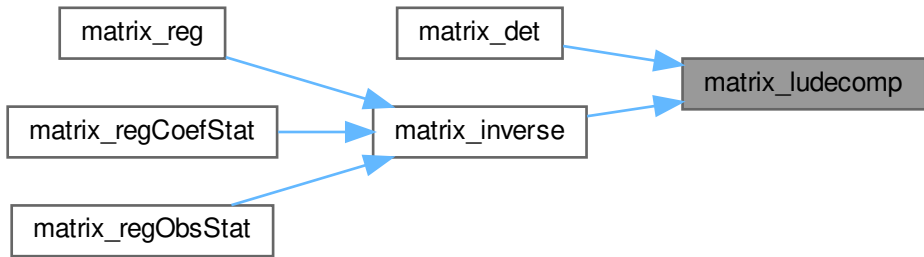 matrix_reg
matrix_det
matrix_ludecomp
matrix_regCoefStat
matrix_inverse
matrix_regObsStat